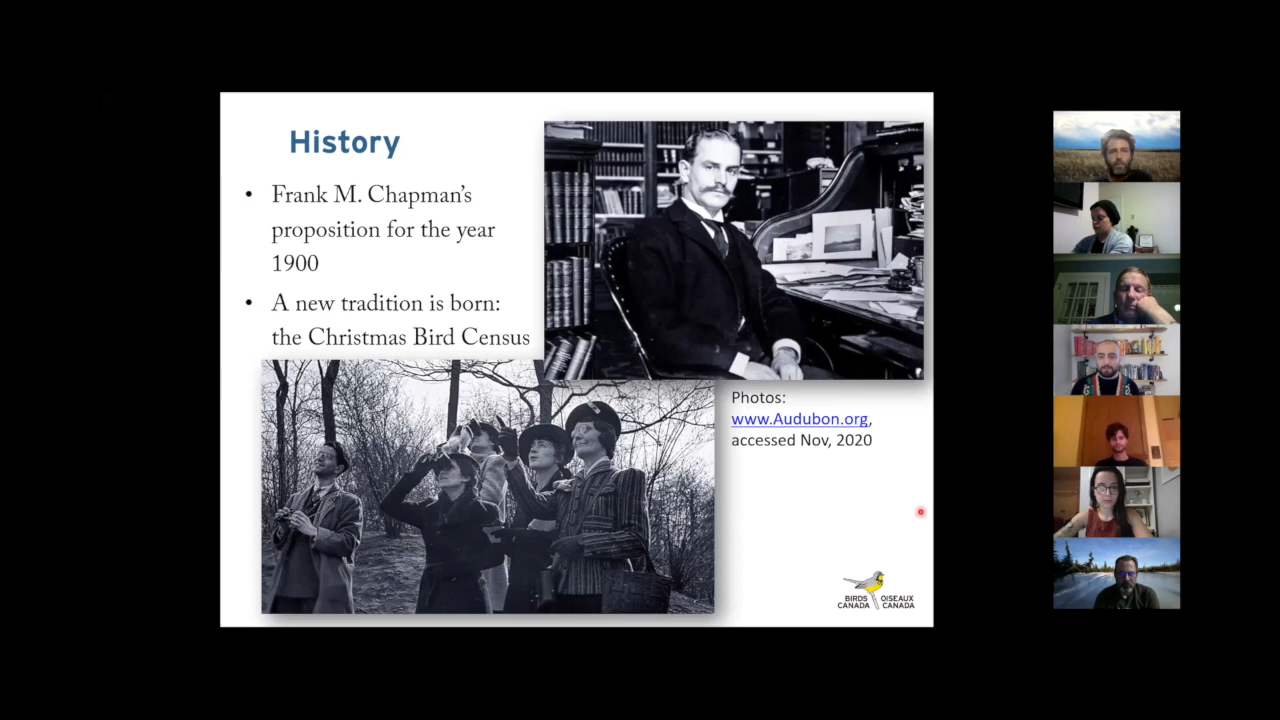 History
• Frank M. Chapman’s
proposition for the year
1900
• A new tradition is born:
the Christmas Bird Census
Photos:
www.Audubon.org,
accessed Nov, 2020
BIRDS OISEAUX
CANADA CANADA